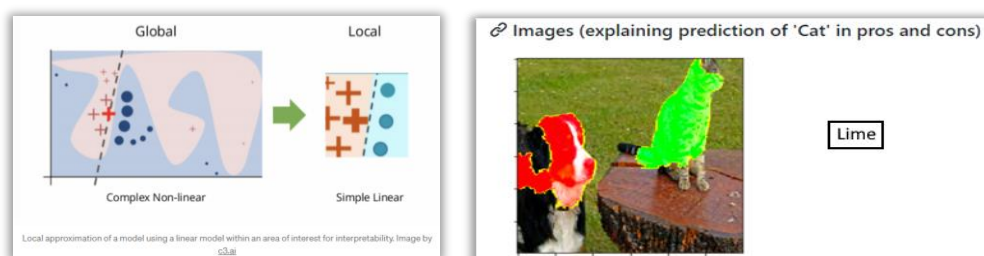 Global
Local
Complex Non-linear
Simple Linear
Local approximation of a model using a linear model within an area of interest for interpretability. Image by
c3.ai
Images (explaining prediction of 'Cat' in pros and cons)
Lime